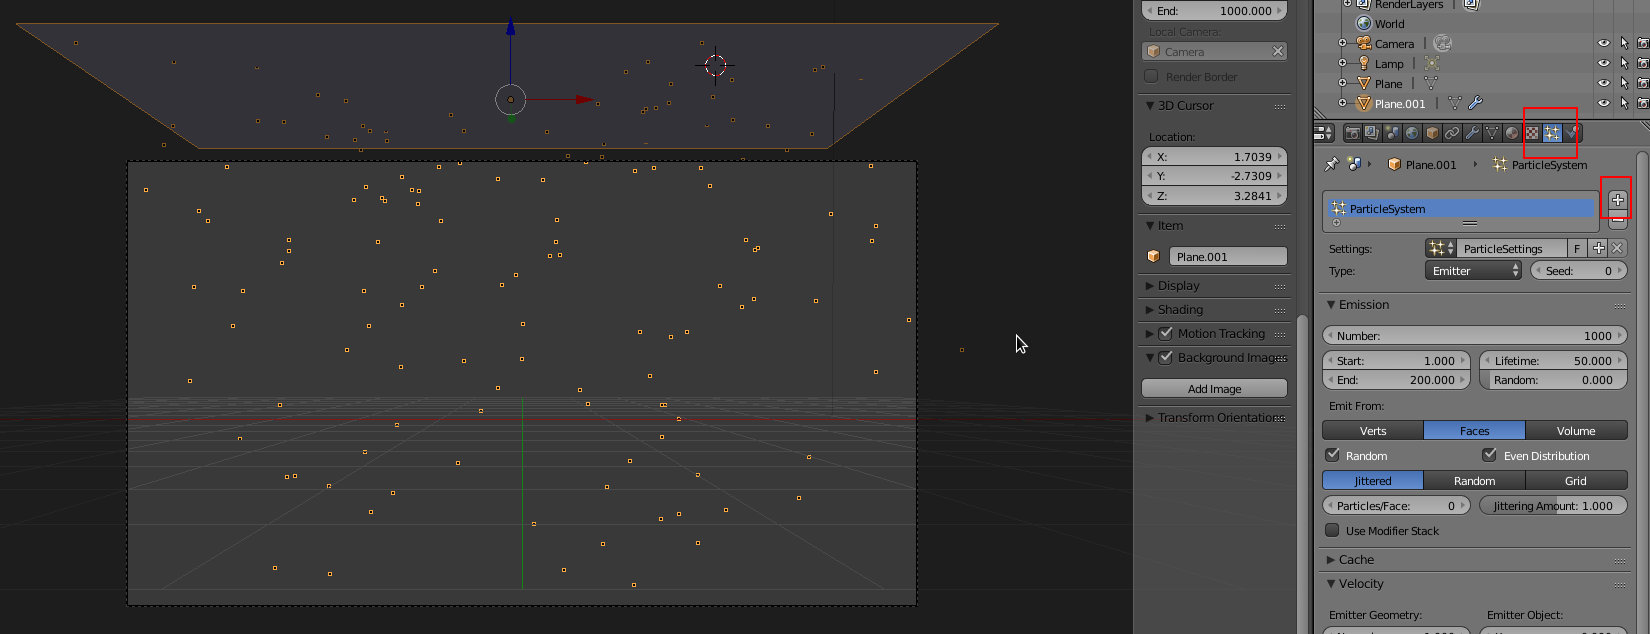 End: 1000.000
Local Camera:
Camera
Render Border
3D Cursor
Location:
X: 1.7039
Y: -2.7309
Z: 3.2841
Item
Plane.001
Display
Shading
Motion Tracking
Background Images
Add Image
Transform Orientations
RenderLayers
World
Camera
Lamp
Plane
Plane.001
Plane.001 ParticleSystem
ParticleSystem
Settings: ParticleSettings F
Type: Emitter Seed: 0
Emission
Number: 1000
Start: 1.000 Lifetime: 50.000
End: 200.000 Random: 0.000
Emit From:
Verts Faces Volume
Random Even Distribution
Jittered Random Grid
Particles/Face: 0 Jittering Amount: 1.000
Use Modifier Stack
Cache
Velocity
Emitter Geometry: Emitter Object: